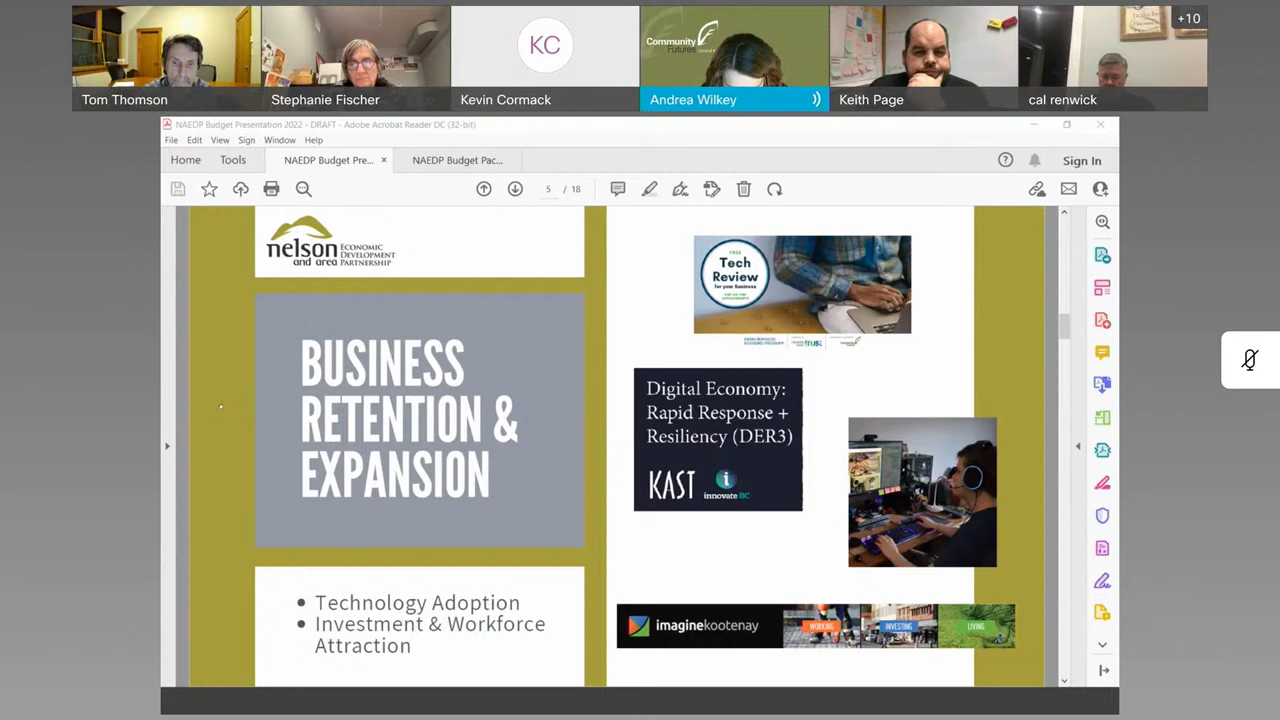 +10
KC
Community
Futures
Tom Thomson
Stephanie Fischer
Kevin Cormack
Andrea Wilkey
Keith Page
cal renwick
NAEDP Budget Presentation 2022 - DRAFT - Adobe Acrobat Reader DC (32-bit)
File Edit View Sign Window Help
Home Tools NAEDP Budget Pre... × NAEDP Budget Pac... Sign In
5 / 18
nelson
and area
ECONOMIC
DEVELOPMENT
PARTNERSHIP
BUSINESS
RETENTION &
EXPANSION
• Technology Adoption
• Investment & Workforce
Attraction
FREE
Tech
Review
for your business
Digital Economy:
Rapid Response +
Resiliency (DER3)
KAST
innovate BC
imaginekootenay
WORKING
INVESTING
LIVING